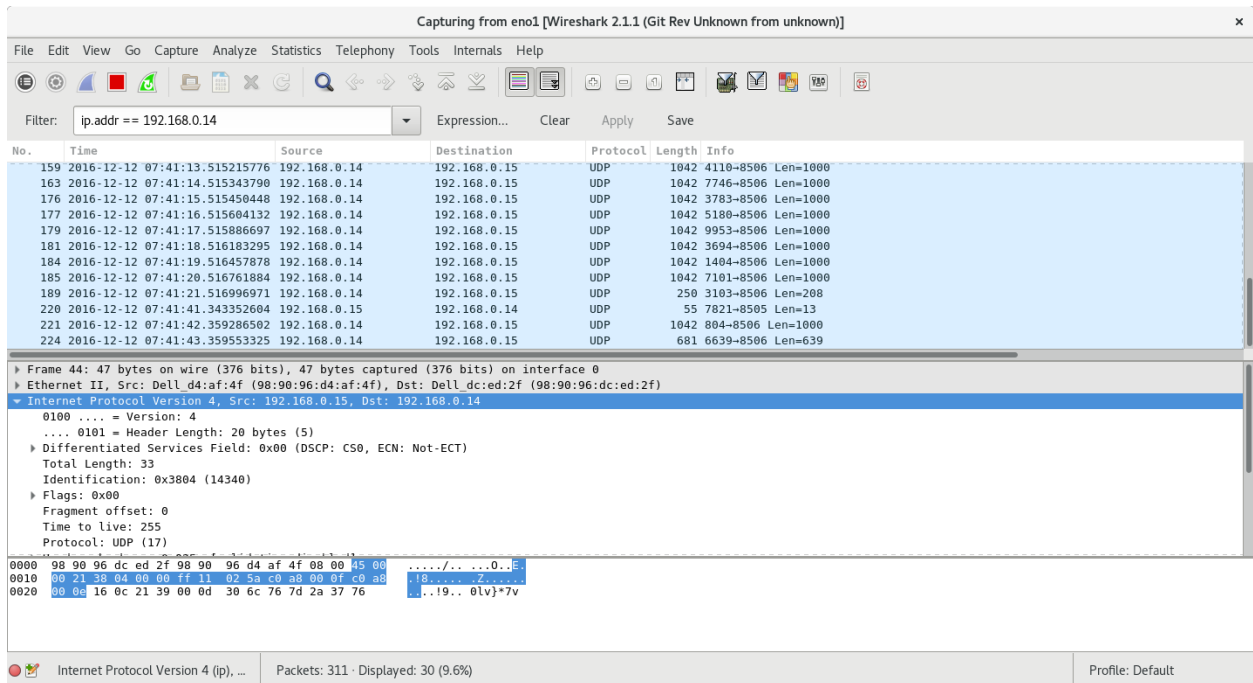 Capturing from eno1 [Wireshark 2.1.1 (Git Rev Unknown from unknown)]
File Edit View Go Capture Analyze Statistics Telephony Tools Internals Help
Filter: ip.addr == 192.168.0.14 Expression... Clear Apply Save
No. Time Source Destination Protocol Length Info
159 2016-12-12 07:41:13.515215776 192.168.0.14 192.168.0.15 UDP 1042 4110→8506 Len=1000
163 2016-12-12 07:41:14.515343790 192.168.0.14 192.168.0.15 UDP 1042 7746→8506 Len=1000
176 2016-12-12 07:41:15.515450448 192.168.0.14 192.168.0.15 UDP 1042 3783→8506 Len=1000
177 2016-12-12 07:41:16.515604132 192.168.0.14 192.168.0.15 UDP 1042 5180→8506 Len=1000
179 2016-12-12 07:41:17.515886697 192.168.0.14 192.168.0.15 UDP 1042 9953→8506 Len=1000
181 2016-12-12 07:41:18.516183295 192.168.0.14 192.168.0.15 UDP 1042 3694→8506 Len=1000
184 2016-12-12 07:41:19.516457878 192.168.0.14 192.168.0.15 UDP 1042 1404→8506 Len=1000
185 2016-12-12 07:41:20.516761884 192.168.0.14 192.168.0.15 UDP 1042 7101→8506 Len=1000
189 2016-12-12 07:41:21.516996971 192.168.0.14 192.168.0.15 UDP 250 3103→8506 Len=208
220 2016-12-12 07:41:41.343352604 192.168.0.15 192.168.0.14 UDP 55 7821→8505 Len=13
221 2016-12-12 07:41:42.359286502 192.168.0.14 192.168.0.15 UDP 1042 804→8506 Len=1000
224 2016-12-12 07:41:43.359553325 192.168.0.14 192.168.0.15 UDP 681 6639→8506 Len=639
Frame 44: 47 bytes on wire (376 bits), 47 bytes captured (376 bits) on interface 0
Ethernet II, Src: Dell_d4:af:4f (98:90:96:d4:af:4f), Dst: Dell_dc:ed:2f (98:90:96:dc:ed:2f)
Internet Protocol Version 4, Src: 192.168.0.15, Dst: 192.168.0.14
0100 .... = Version: 4
.... 0101 = Header Length: 20 bytes (5)
Differentiated Services Field: 0x00 (DSCP: CS0, ECN: Not-ECT)
Total Length: 33
Identification: 0x3804 (14340)
Flags: 0x00
Fragment offset: 0
Time to live: 255
Protocol: UDP (17)
0000 98 90 96 dc ed 2f 98 90 96 d4 af 4f 08 00 45 00 ...../.. ...O..E.
0010 00 21 38 04 00 00 ff 11 02 5a c0 a8 00 0f c0 a8 .!8..... .Z......
0020 00 0e 16 0c 21 39 00 0d 30 6c 76 7d 2a 37 76 ....!9.. 0lv}*7v
Internet Protocol Version 4 (ip), ... Packets: 311 · Displayed: 30 (9.6%) Profile: Default